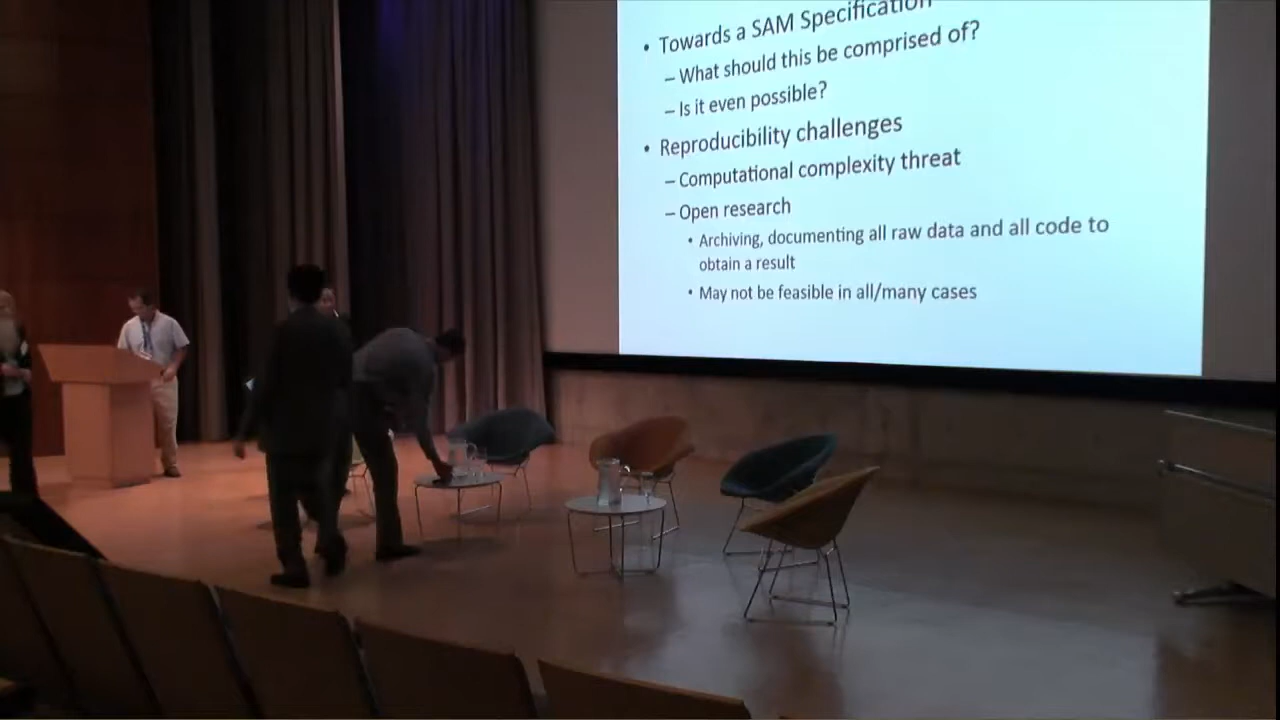 • Towards a SAM Specification
– What should this be comprised of?
– Is it even possible?
• Reproducibility challenges
– Computational complexity threat
– Open research
• Archiving, documenting all raw data and all code to
obtain a result
• May not be feasible in all/many cases